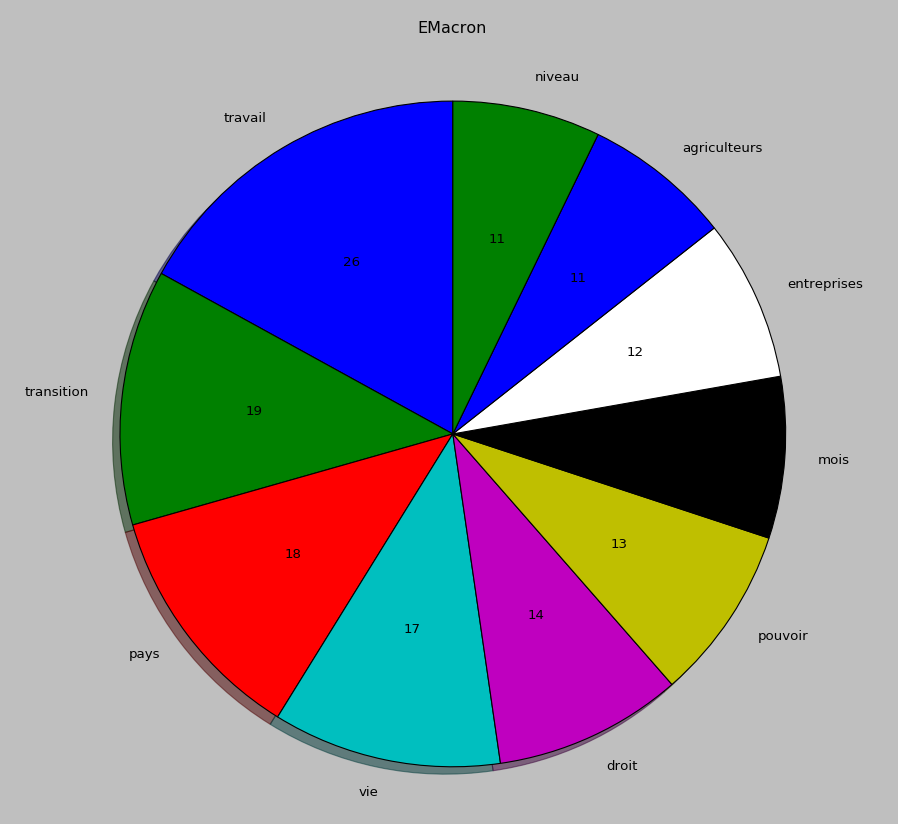 EMacron
niveau
travail
agriculteurs
11
26
11
entreprises
12
transition
19
mois
13
18
14
17
pouvoir
pays
droit
vie